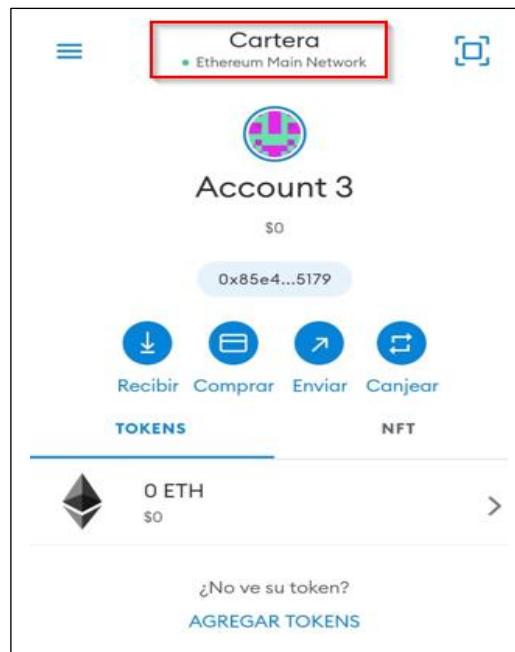 Cartera
Ethereum Main Network
Account 3
$0
0x85e4...5179
Recibir Comprar Enviar Canjear
TOKENS NFT
0 ETH
$0
¿No ve su token?
AGREGAR TOKENS